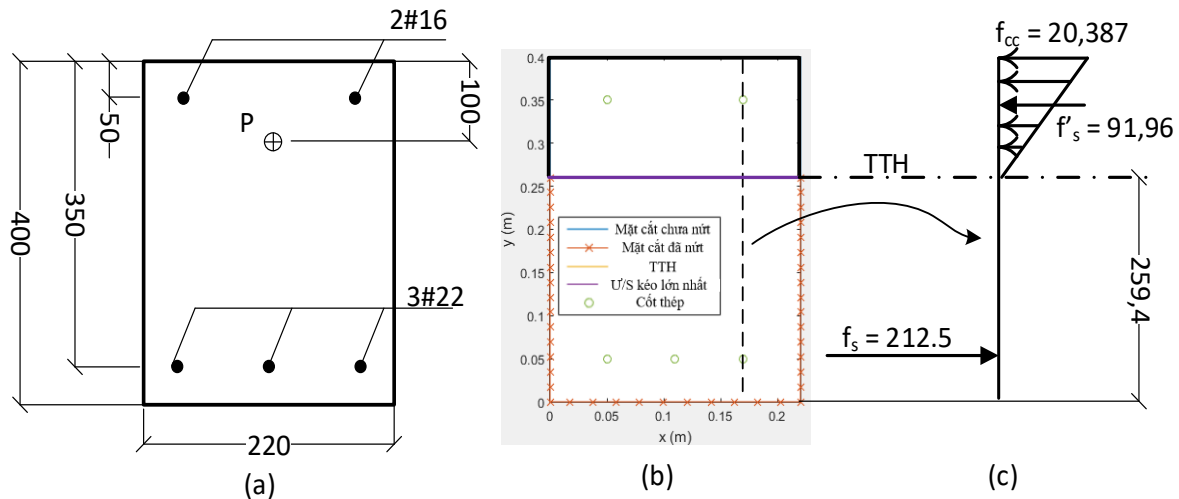 2#16
50
350
400
P
100
3#22
220
(a)
0.4
0.35
0.3
0.25
0.2
0.15
0.1
0.05
0
y (m)
Mặt cắt chưa nứt
Mặt cắt đã nứt
TTH
Ư/S kéo lớn nhất
Cốt thép
0
0.05
0.1
0.15
0.2
x (m)
(b)
fcc = 20,387
f's = 91,96
TTH
259,4
fs = 212.5
(c)